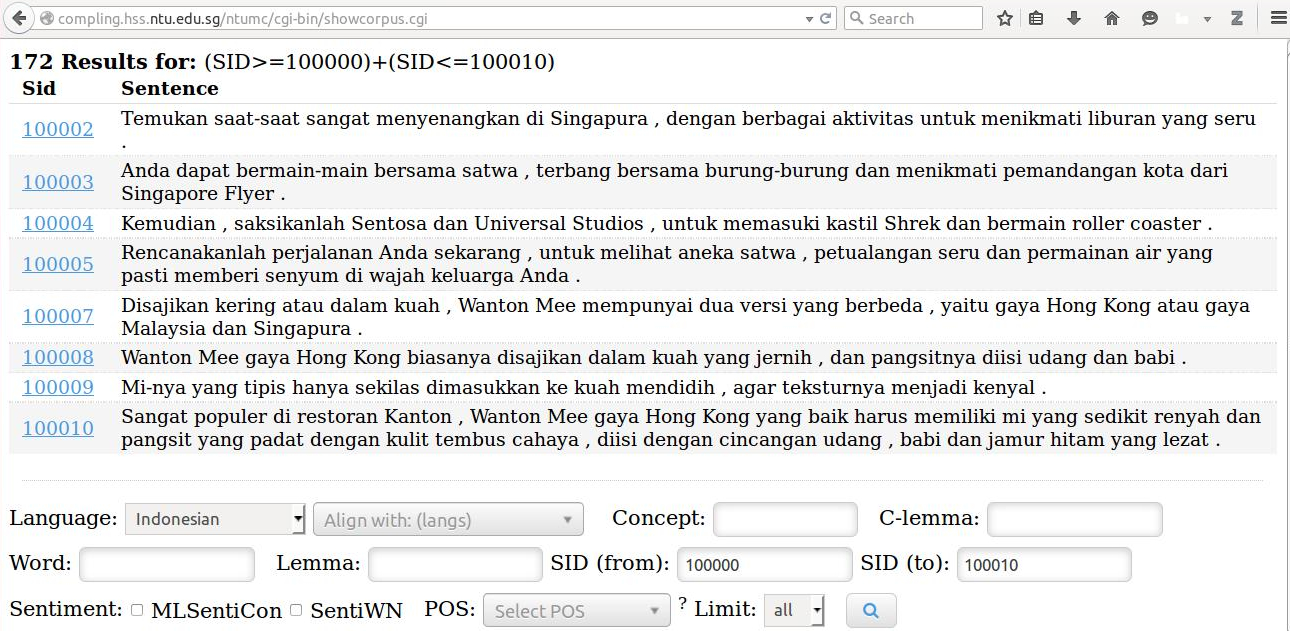 compling.hss.ntu.edu.sg/ntumc/cgi-bin/showcorpus.cgi Search Z
172 Results for: (SID>=100000)+(SID<=100010)
Sid Sentence
100002 Temukan saat-saat sangat menyenangkan di Singapura , dengan berbagai aktivitas untuk menikmati liburan yang seru
.
100003 Anda dapat bermain-main bersama satwa , terbang bersama burung-burung dan menikmati pemandangan kota dari
Singapore Flyer .
100004 Kemudian , saksikanlah Sentosa dan Universal Studios , untuk memasuki kastil Shrek dan bermain roller coaster .
100005 Rencanakanlah perjalanan Anda sekarang , untuk melihat aneka satwa , petualangan seru dan permainan air yang
pasti memberi senyum di wajah keluarga Anda .
100007 Disajikan kering atau dalam kuah , Wanton Mee mempunyai dua versi yang berbeda , yaitu gaya Hong Kong atau gaya
Malaysia dan Singapura .
100008 Wanton Mee gaya Hong Kong biasanya disajikan dalam kuah yang jernih , dan pangsitnya diisi udang dan babi .
100009 Mi-nya yang tipis hanya sekilas dimasukkan ke kuah mendidih , agar teksturnya menjadi kenyal .
100010 Sangat populer di restoran Kanton , Wanton Mee gaya Hong Kong yang baik harus memiliki mi yang sedikit renyah dan
pangsit yang padat dengan kulit tembus cahaya , diisi dengan cincangan udang , babi dan jamur hitam yang lezat .
Language: Indonesian Align with: (langs) Concept: C-lemma:
Word: Lemma: SID (from): 100000 SID (to): 100010
Sentiment: MLSentiCon SentiWN POS: Select POS ? Limit: all